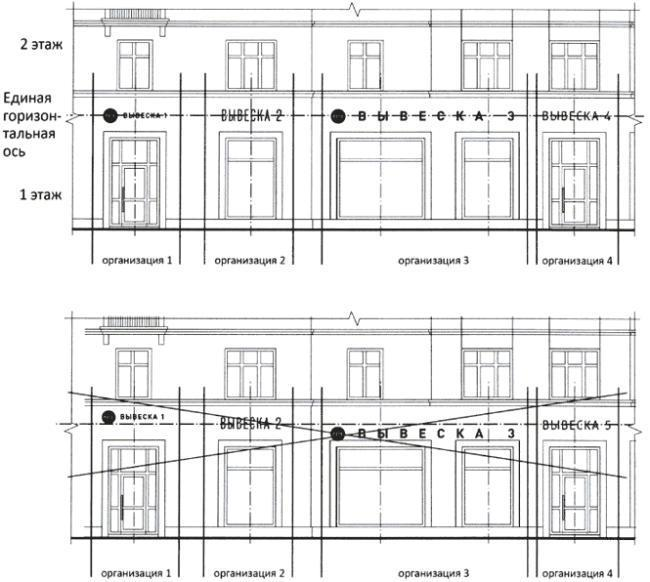 2 этаж
Единая
горизон-
тальная
ось
ВЫВЕСКА 1
ВЫВЕСКА 2
ВЫВЕСКА 3
ВЫВЕСКА 4
1 этаж
организация 1
организация 2
организация 3
организация 4
ВЫВЕСКА 1
ВЫВЕСКА 2
ВЫВЕСКА 3
ВЫВЕСКА 5
организация 1
организация 2
организация 3
организация 4